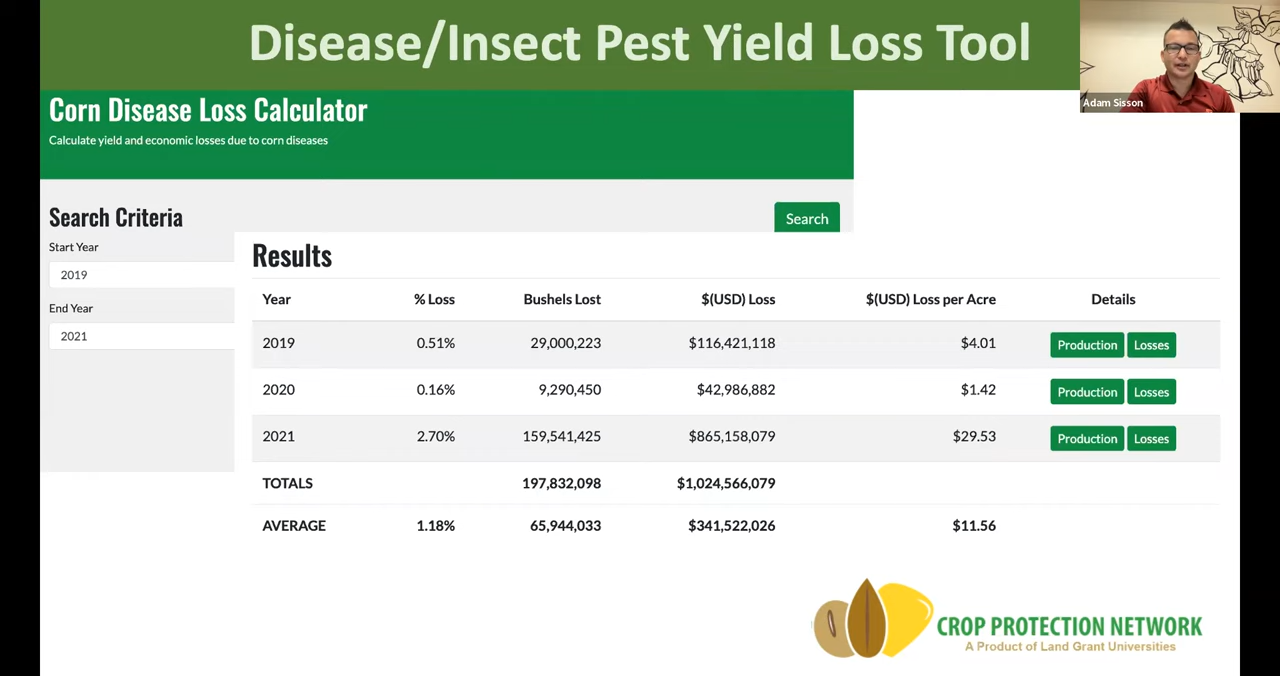 Disease/Insect Pest Yield Loss Tool
Adam Sisson
Corn Disease Loss Calculator
Calculate yield and economic losses due to corn diseases
Search Criteria
Search
Start Year
2019
End Year
2021
Results
Year % Loss Bushels Lost $(USD) Loss $(USD) Loss per Acre Details
2019 0.51% 29,000,223 $116,421,118 $4.01 Production Losses
2020 0.16% 9,290,450 $42,986,882 $1.42 Production Losses
2021 2.70% 159,541,425 $865,158,079 $29.53 Production Losses
TOTALS 197,832,098 $1,024,566,079
AVERAGE 1.18% 65,944,033 $341,522,026 $11.56
CROP PROTECTION NETWORK
A Product of Land Grant Universities